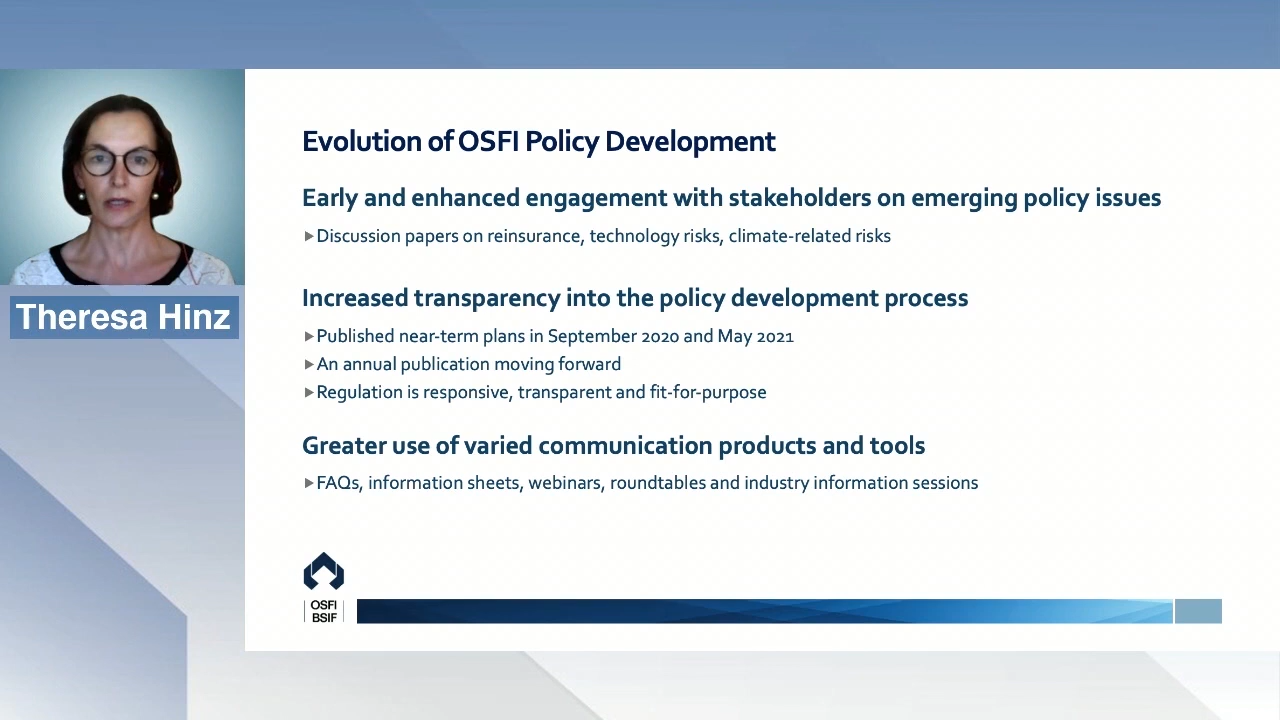 Theresa Hinz
Evolution of OSFI Policy Development
Early and enhanced engagement with stakeholders on emerging policy issues
Discussion papers on reinsurance, technology risks, climate-related risks
Increased transparency into the policy development process
Published near-term plans in September 2020 and May 2021
An annual publication moving forward
Regulation is responsive, transparent and fit-for-purpose
Greater use of varied communication products and tools
FAQs, information sheets, webinars, roundtables and industry information sessions
OSFI
BSIF